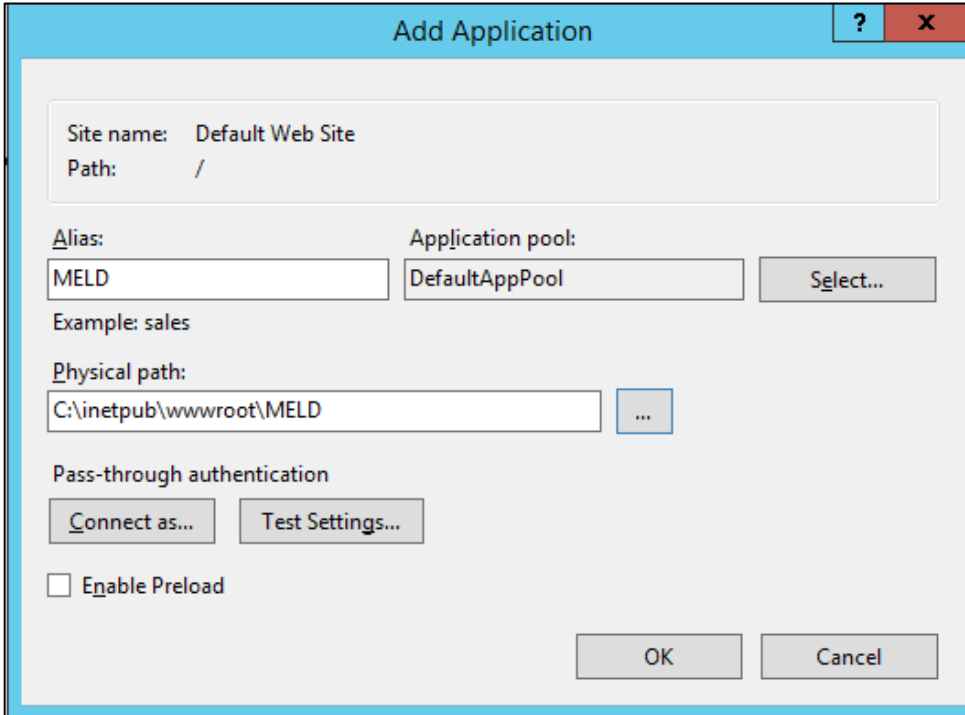 Add Application
? x
Site name: Default Web Site
Path: /
Alias: Application pool:
MELD DefaultAppPool Select...
Example: sales
Physical path:
C:\inetpub\wwwroot\MELD ...
Pass-through authentication
Connect as... Test Settings...
Enable Preload
OK Cancel